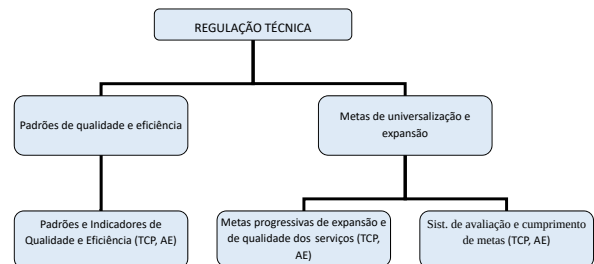 REGULAÇÃO TÉCNICA
Padrões de qualidade e eficiência
Metas de universalização e
expansão
Padrões e Indicadores de
Qualidade e Eficiência (TCP, AE)
Metas progressivas de expansão e
de qualidade dos serviços (TCP,
AE)
Sist. de avaliação e cumprimento
de metas (TCP, AE)